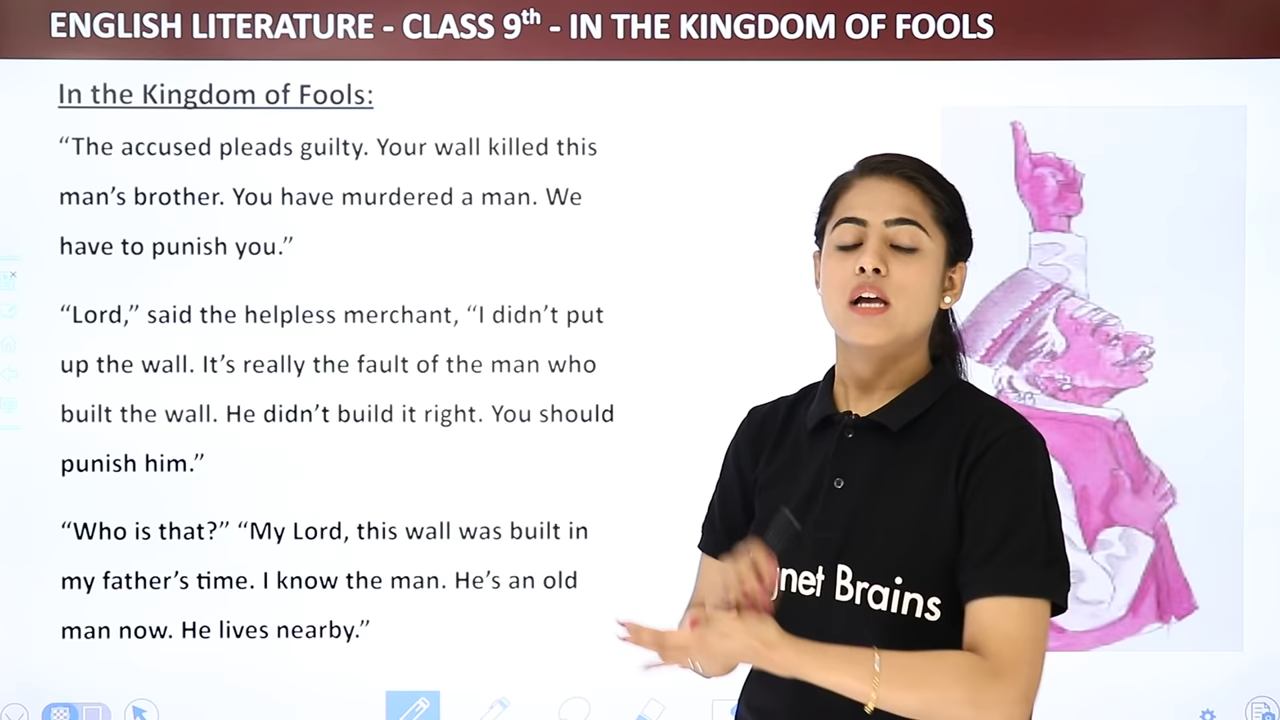 ENGLISH LITERATURE - CLASS 9th - IN THE KINGDOM OF FOOLS
In the Kingdom of Fools:
“The accused pleads guilty. Your wall killed this
man’s brother. You have murdered a man. We
have to punish you.”
“Lord,” said the helpless merchant, “I didn’t put
up the wall. It’s really the fault of the man who
built the wall. He didn’t build it right. You should
punish him.”
“Who is that?” “My Lord, this wall was built in
my father’s time. I know the man. He’s an old
man now. He lives nearby.”
gnet Brains